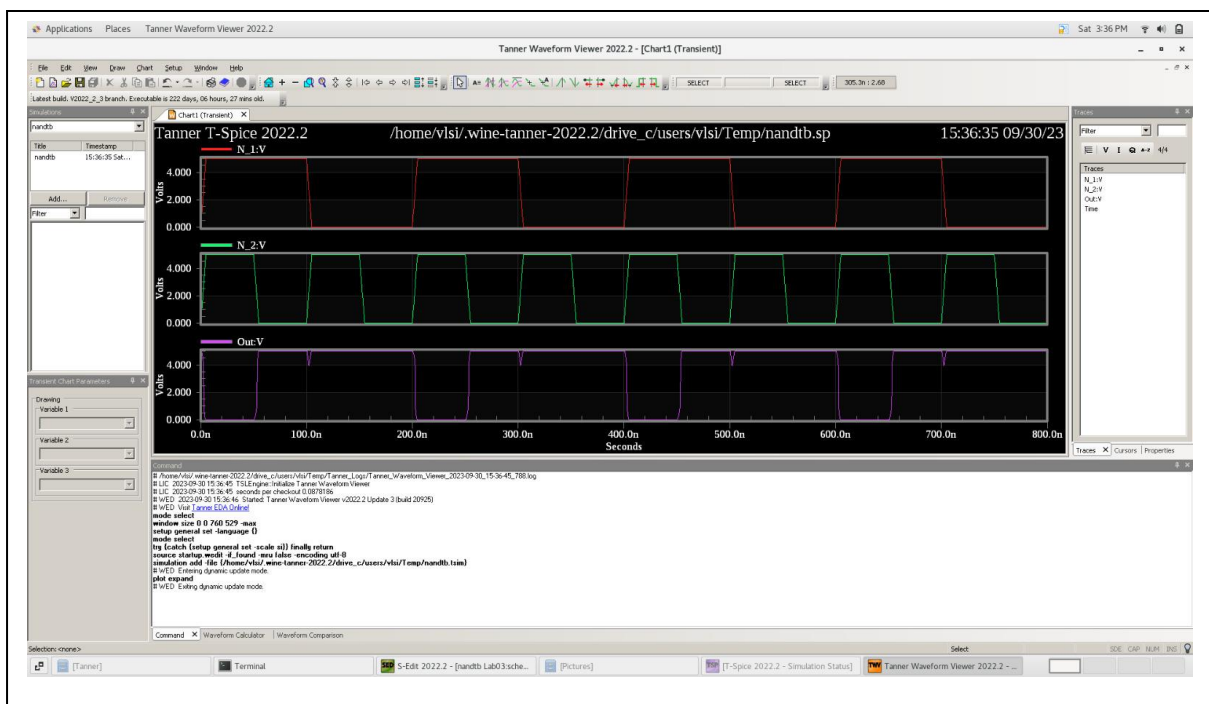 Applications Places Tanner Waveform Viewer 2022.2 Sat 3:36 PM
Tanner Waveform Viewer 2022.2 - [Chart1 (Transient)]
File Edit View Draw Chart Setup Window Help
SELECT SELECT 305.3n : 2.68
Latest build. V2022_2_3 branch. Executable is 222 days, 06 hours, 27 mins old.
Simulations
nandtb
Title Timestamp
nandtb 15:36:35 Sat...
Add... Remove
Filter
Chart1 (Transient)
Tanner T-Spice 2022.2 /home/vlsi/.wine-tanner-2022.2/drive_c/users/vlsi/Temp/nandtb.sp 15:36:35 09/30/23
N_1:V
4.000
2.000
0.000
Volts
N_2:V
4.000
2.000
0.000
Volts
Out:V
4.000
2.000
0.000
Volts
0.0n 100.0n 200.0n 300.0n 400.0n 500.0n 600.0n 700.0n 800.0n
Seconds
Traces
Filter
V I Q A-Z 4/4
Traces
N_1:V
N_2:V
Out:V
Time
Traces Cursors Properties
Transient Chart Parameters
Drawing
Variable 1
Variable 2
Variable 3
Command
# /home/vlsi/.wine-tanner-2022.2/drive_c/users/vlsi/Temp/Tanner_Logs/Tanner_Waveform_Viewer_2023-09-30_15-36-45_788.log
# LIC 2023-09-30 15:36:45 TSLEngine::Initialize Tanner Waveform Viewer
# LIC 2023-09-30 15:36:45 seconds per checkout 0.0878186
# WED 2023-09-30 15:36:46 Started: Tanner Waveform Viewer v2022.2 Update 3 (build 20925)
# WED Visit Tanner EDA Online!
mode select
window size 0 0 760 529 -max
setup general set -language {}
mode select
try {catch {setup general set -scale si}} finally return
source startup.wedit -if_found -mru false -encoding utf-8
simulation add -file {/home/vlsi/.wine-tanner-2022.2/drive_c/users/vlsi/Temp/nandtb.tsim}
# WED Entering dynamic update mode.
plot expand
# WED Exiting dynamic update mode.
Command Waveform Calculator Waveform Comparison
Selection: <none> Select SDE CAP NUM INS
[Tanner] Terminal S-Edit 2022.2 - [nandtb Lab03:sche... [Pictures] [T-Spice 2022.2 - Simulation Status] Tanner Waveform Viewer 2022.2 - ...